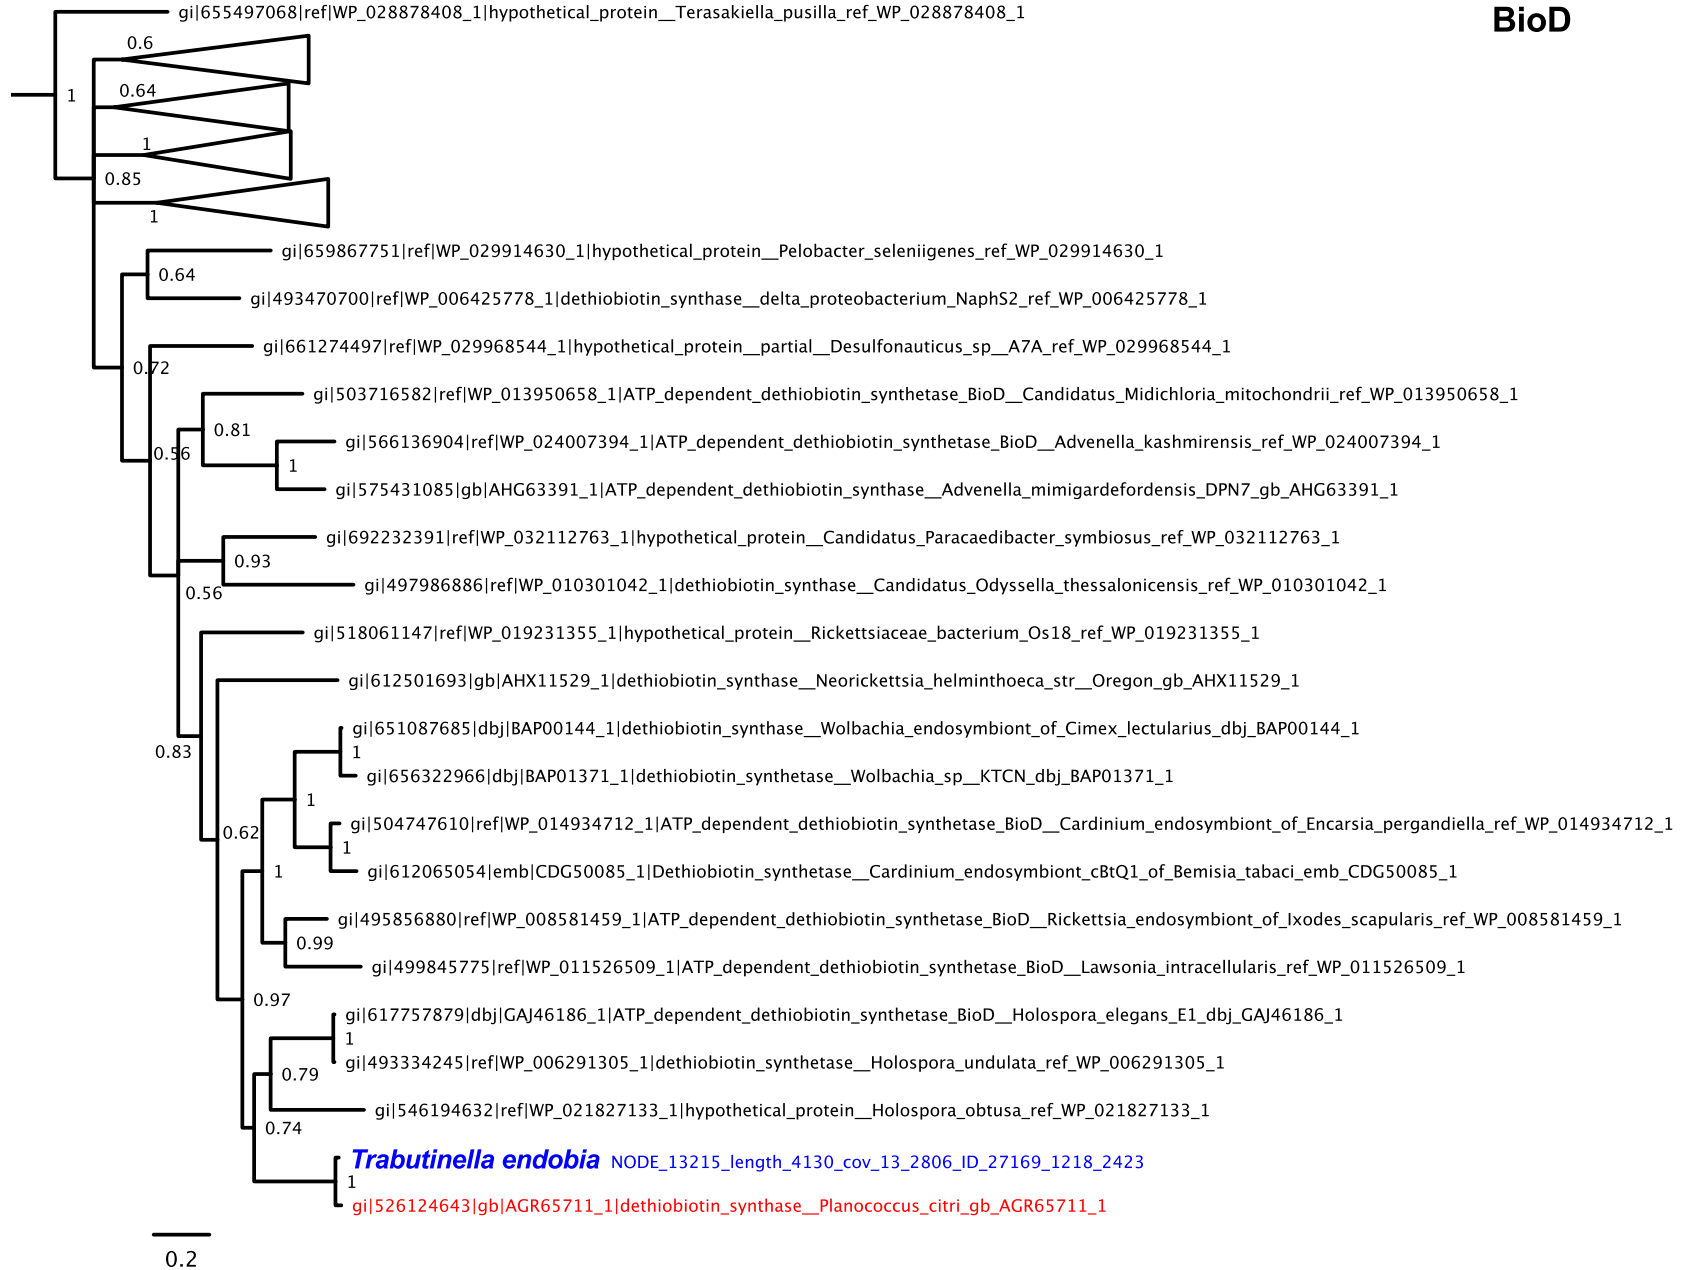 gi|655497068|ref|WP_028878408_1|hypothetical_protein__Terasakiella_pusilla_ref_WP_028878408_1
BioD
0.6
1
0.64
1
0.85
1
gi|659867751|ref|WP_029914630_1|hypothetical_protein__Pelobacter_seleniigenes_ref_WP_029914630_1
0.64
gi|493470700|ref|WP_006425778_1|dethiobiotin_synthase__delta_proteobacterium_NaphS2_ref_WP_006425778_1
gi|661274497|ref|WP_029968544_1|hypothetical_protein__partial__Desulfonauticus_sp__A7A_ref_WP_029968544_1
0.72
gi|503716582|ref|WP_013950658_1|ATP_dependent_dethiobiotin_synthetase_BioD__Candidatus_Midichloria_mitochondrii_ref_WP_013950658_1
0.81
gi|566136904|ref|WP_024007394_1|ATP_dependent_dethiobiotin_synthetase_BioD__Advenella_kashmirensis_ref_WP_024007394_1
0.56
1
gi|575431085|gb|AHG63391_1|ATP_dependent_dethiobiotin_synthase__Advenella_mimigardefordensis_DPN7_gb_AHG63391_1
gi|692232391|ref|WP_032112763_1|hypothetical_protein__Candidatus_Paracaedibacter_symbiosus_ref_WP_032112763_1
0.93
gi|497986886|ref|WP_010301042_1|dethiobiotin_synthase__Candidatus_Odyssella_thessalonicensis_ref_WP_010301042_1
0.56
gi|518061147|ref|WP_019231355_1|hypothetical_protein__Rickettsiaceae_bacterium_Os18_ref_WP_019231355_1
gi|612501693|gb|AHX11529_1|dethiobiotin_synthase__Neorickettsia_helminthoeca_str__Oregon_gb_AHX11529_1
gi|651087685|dbj|BAP00144_1|dethiobiotin_synthase__Wolbachia_endosymbiont_of_Cimex_lectularius_dbj_BAP00144_1
0.83
1
gi|656322966|dbj|BAP01371_1|dethiobiotin_synthetase__Wolbachia_sp__KTCN_dbj_BAP01371_1
1
gi|504747610|ref|WP_014934712_1|ATP_dependent_dethiobiotin_synthetase_BioD__Cardinium_endosymbiont_of_Encarsia_pergandiella_ref_WP_014934712_1
0.62
1
gi|612065054|emb|CDG50085_1|Dethiobiotin_synthetase__Cardinium_endosymbiont_cBtQ1_of_Bemisia_tabaci_emb_CDG50085_1
1
gi|495856880|ref|WP_008581459_1|ATP_dependent_dethiobiotin_synthetase_BioD__Rickettsia_endosymbiont_of_Ixodes_scapularis_ref_WP_008581459_1
0.99
gi|499845775|ref|WP_011526509_1|ATP_dependent_dethiobiotin_synthetase_BioD__Lawsonia_intracellularis_ref_WP_011526509_1
0.97
gi|617757879|dbj|GAJ46186_1|ATP_dependent_dethiobiotin_synthetase_BioD__Holospora_elegans_E1_dbj_GAJ46186_1
1
gi|493334245|ref|WP_006291305_1|dethiobiotin_synthetase__Holospora_undulata_ref_WP_006291305_1
0.79
gi|546194632|ref|WP_021827133_1|hypothetical_protein__Holospora_obtusa_ref_WP_021827133_1
0.74
Trabutinella endobia NODE_13215_length_4130_cov_13_2806_ID_27169_1218_2423
1
gi|526124643|gb|AGR65711_1|dethiobiotin_synthase__Planococcus_citri_gb_AGR65711_1
0.2